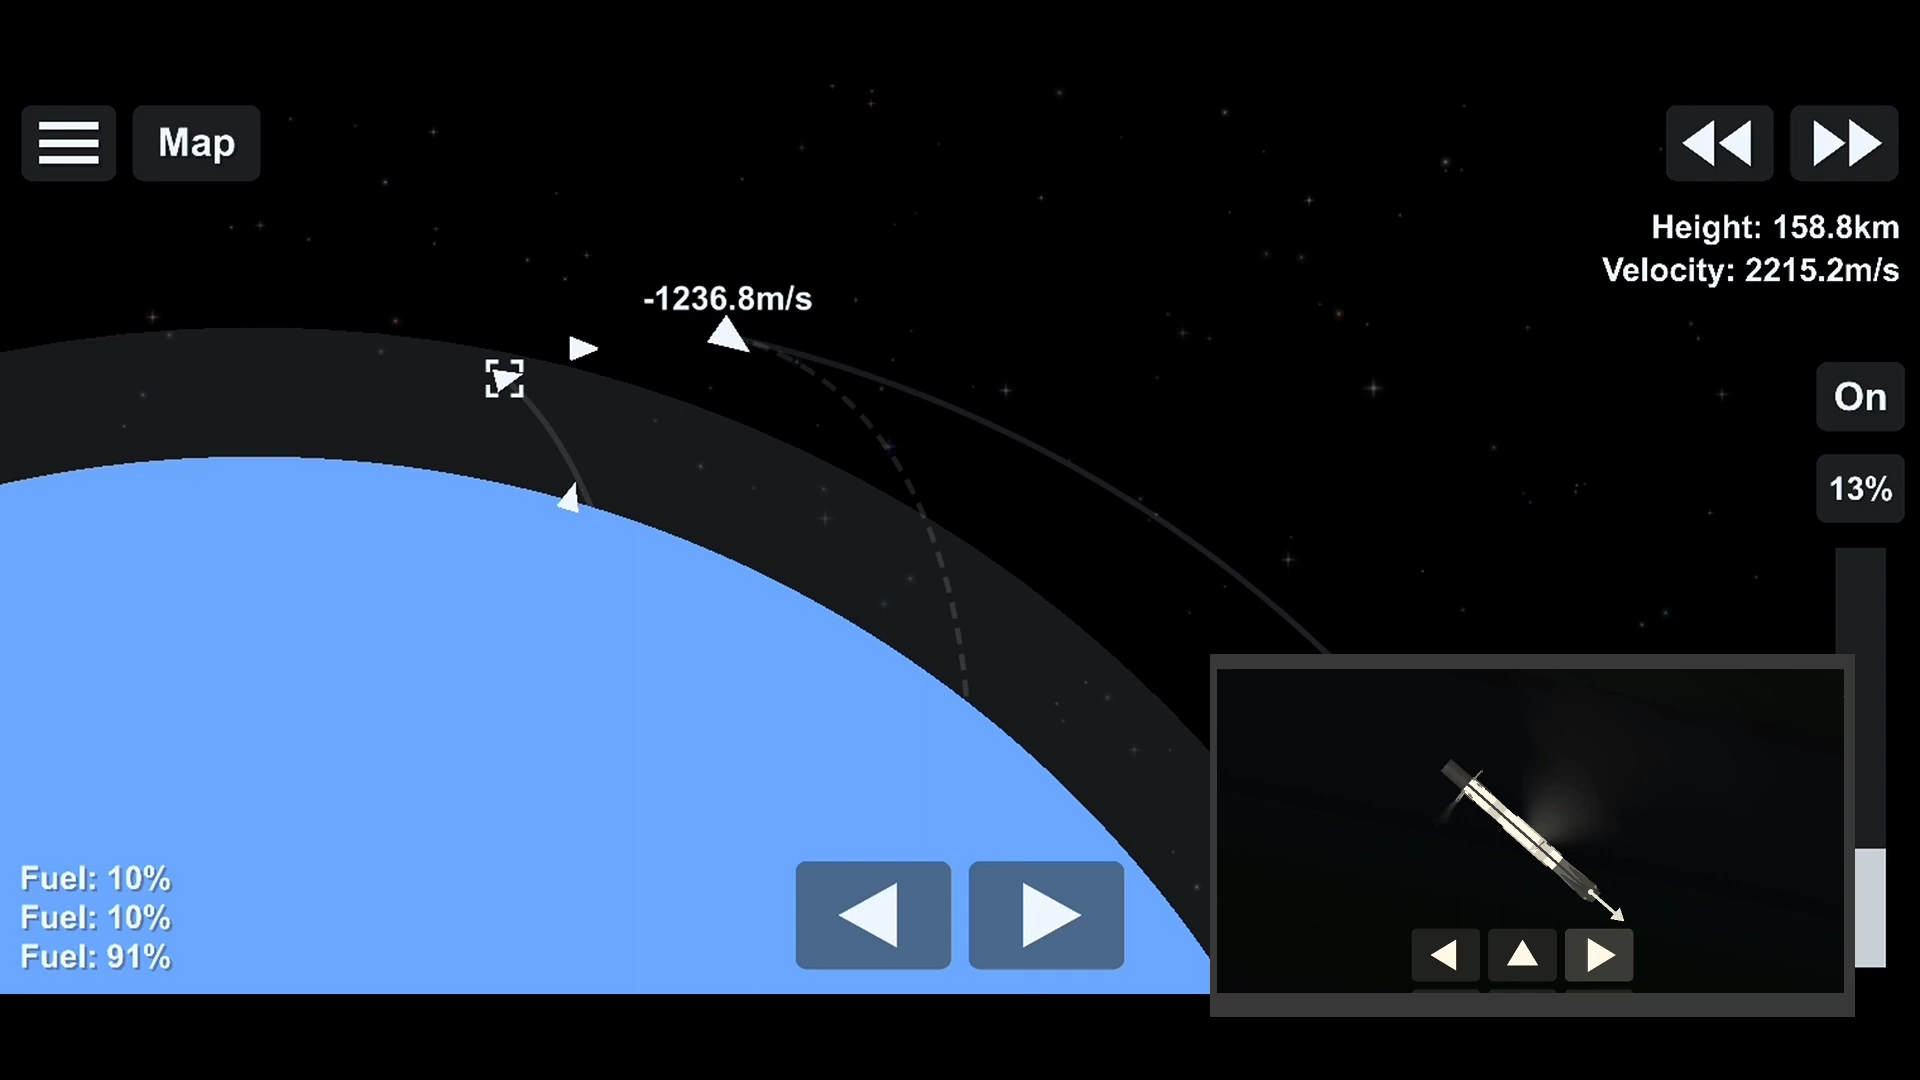 Map
Height: 158.8km
Velocity: 2215.2m/s
-1236.8m/s
On
13%
Fuel: 10%
Fuel: 10%
Fuel: 91%